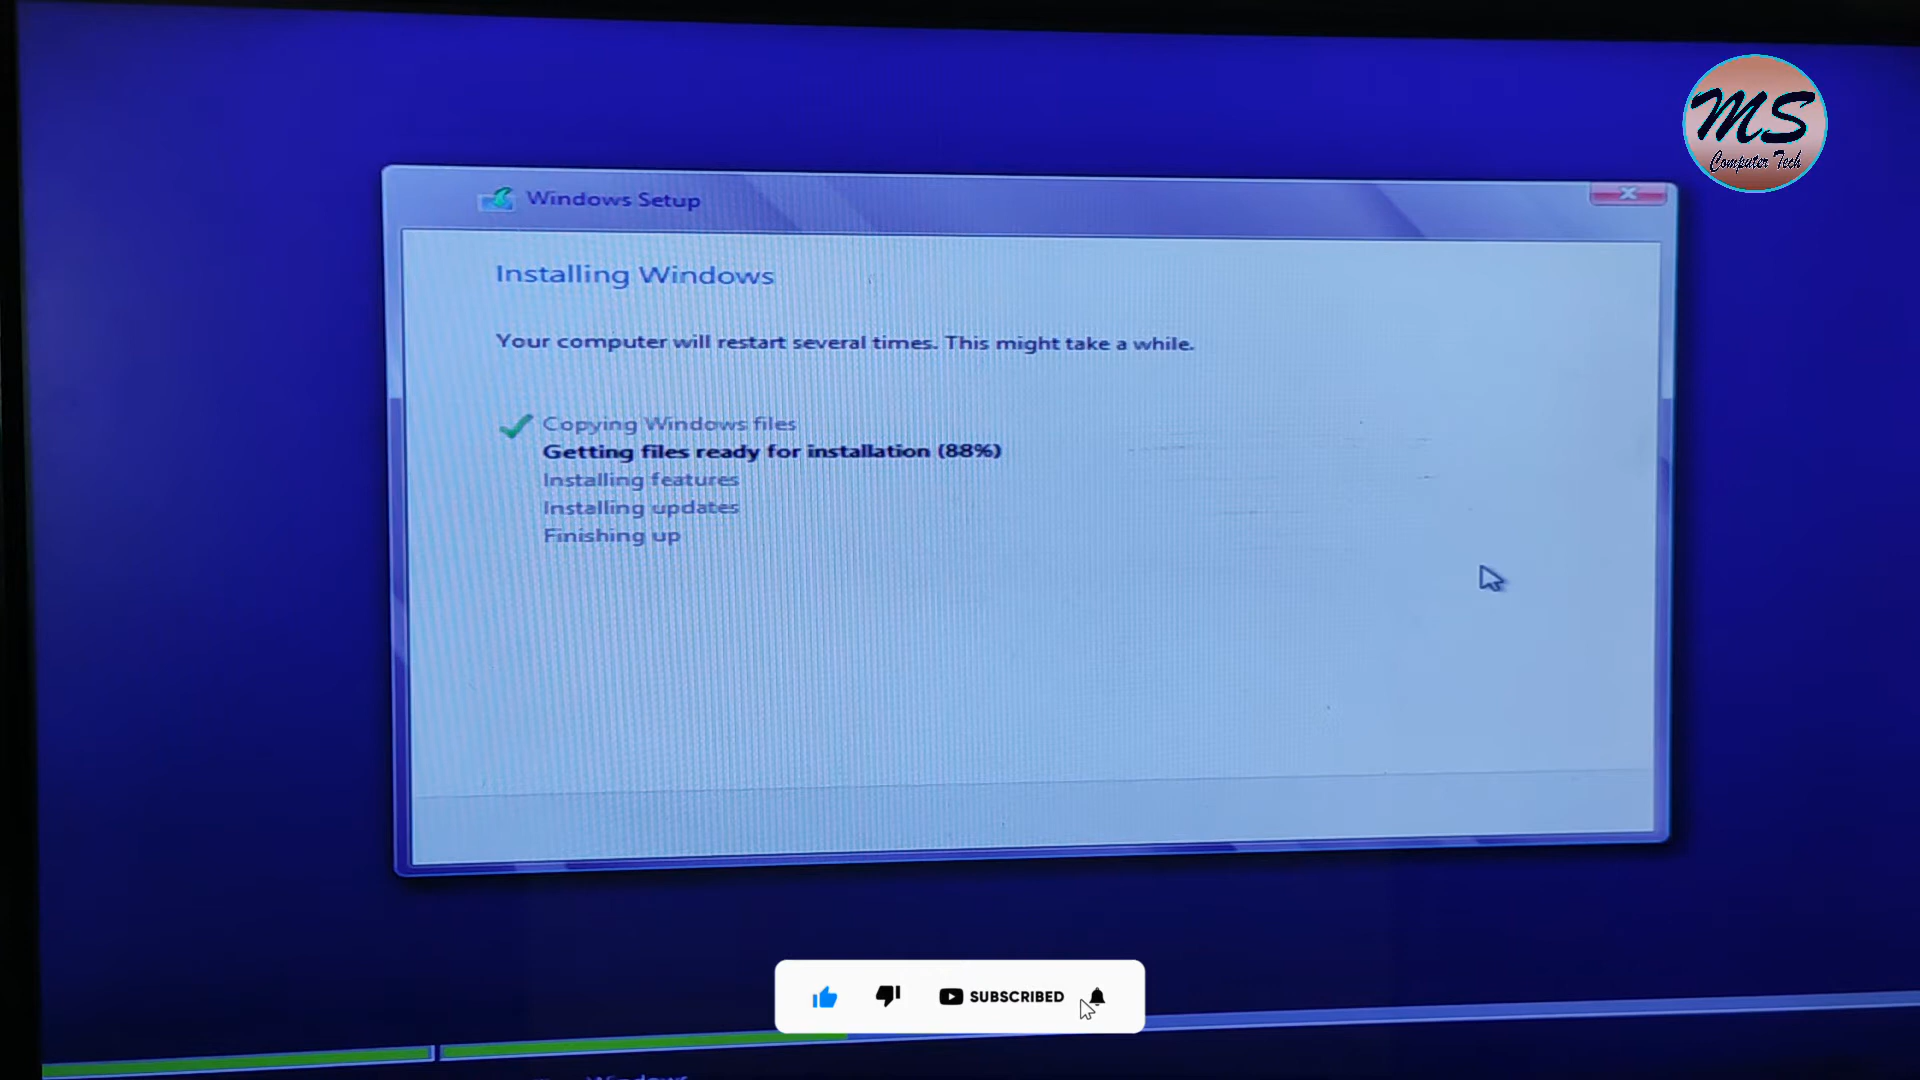 MS
Computer Tech
Windows Setup
Installing Windows
Your computer will restart several times. This might take a while.
Copying Windows files
Getting files ready for installation (88%)
Installing features
Installing updates
Finishing up
SUBSCRIBED
Windows